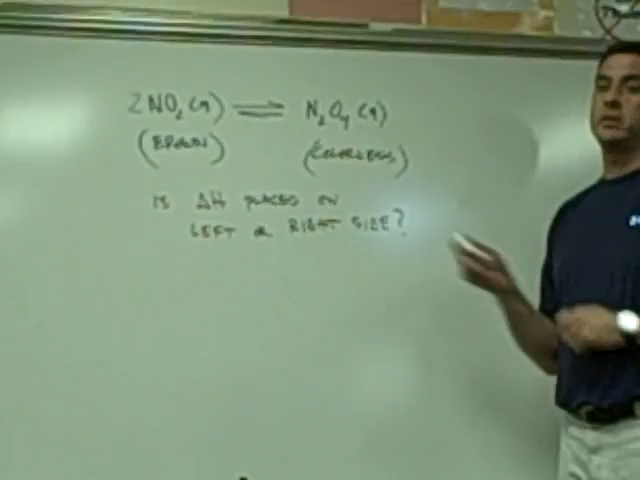 2NO₂(g) ⇌ N₂O₄(g)
(BROWN) (COLORLESS)
IS ΔH PLACED ON
LEFT OR RIGHT SIDE?